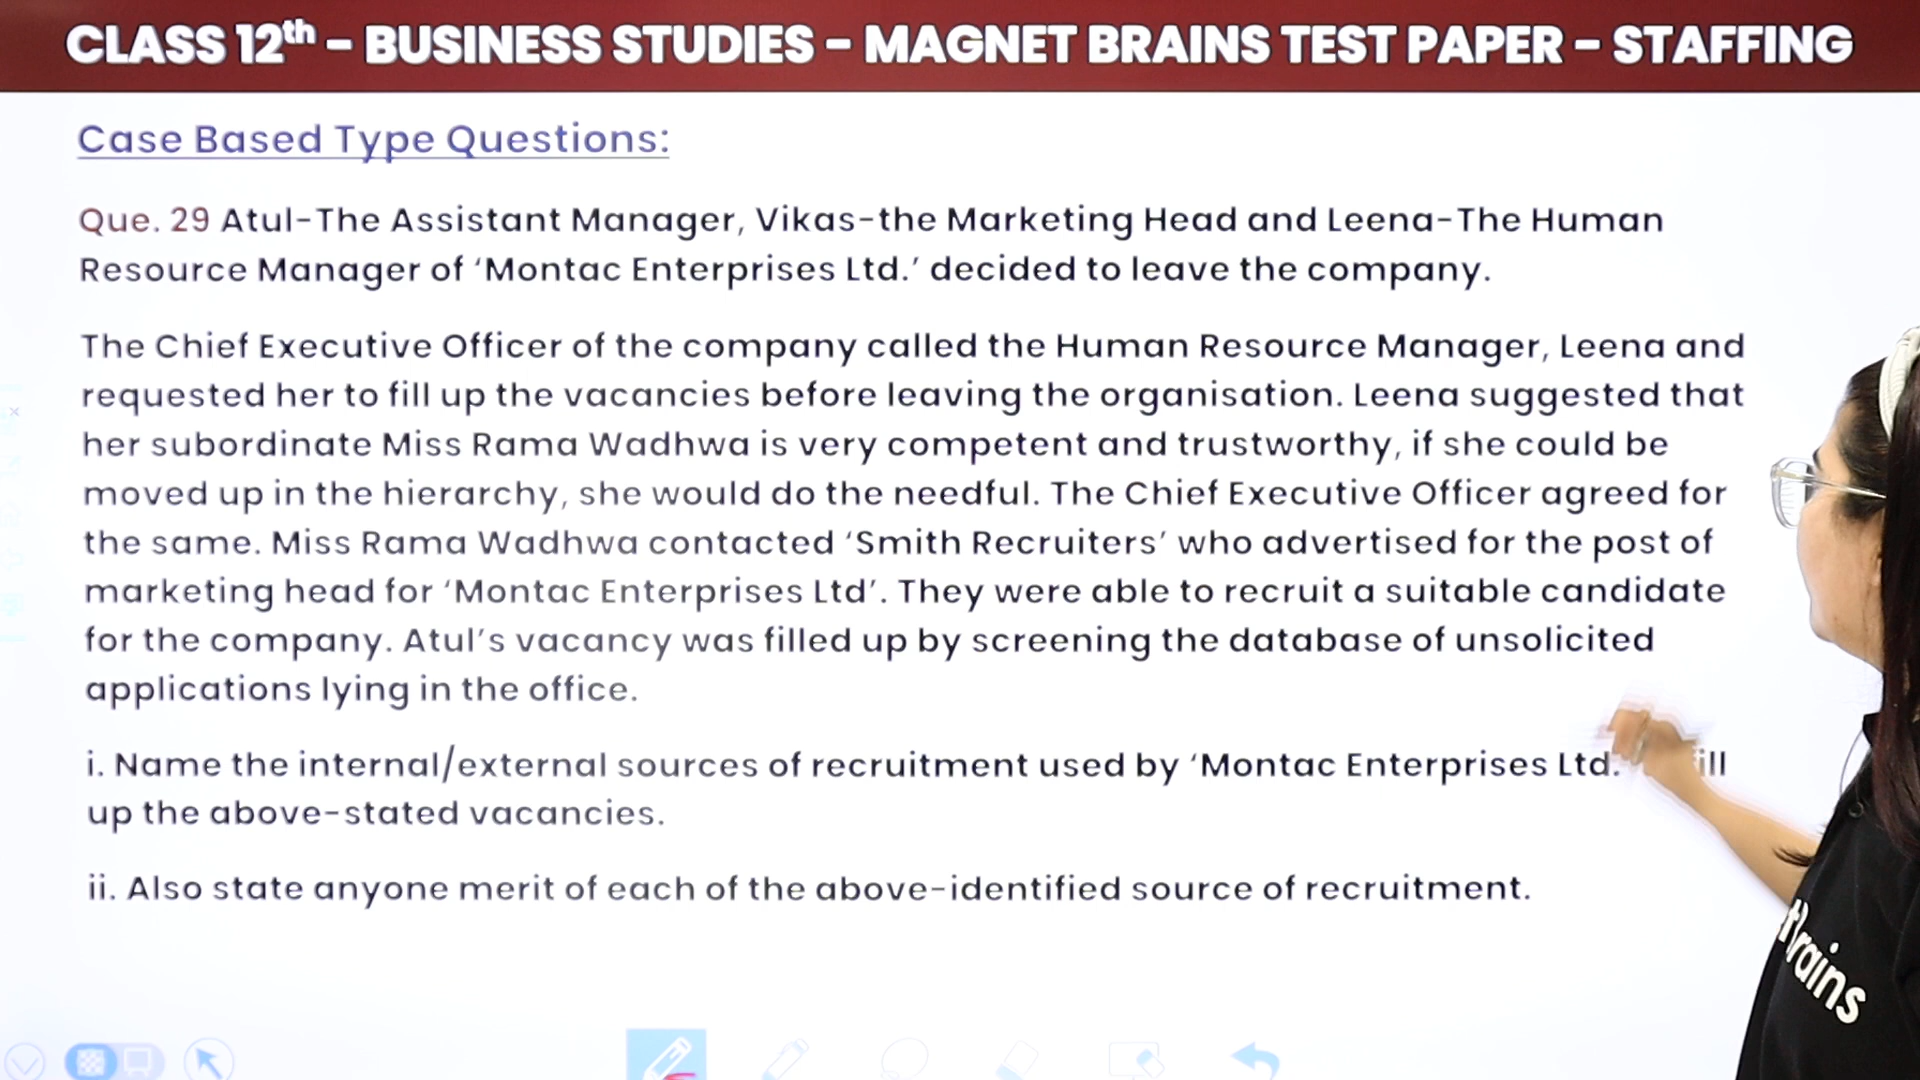 CLASS 12th – BUSINESS STUDIES – MAGNET BRAINS TEST PAPER – STAFFING
Case Based Type Questions:
Que. 29 Atul-The Assistant Manager, Vikas-the Marketing Head and Leena-The Human
Resource Manager of ‘Montac Enterprises Ltd.’ decided to leave the company.
The Chief Executive Officer of the company called the Human Resource Manager, Leena and
requested her to fill up the vacancies before leaving the organisation. Leena suggested that
her subordinate Miss Rama Wadhwa is very competent and trustworthy, if she could be
moved up in the hierarchy, she would do the needful. The Chief Executive Officer agreed for
the same. Miss Rama Wadhwa contacted ‘Smith Recruiters’ who advertised for the post of
marketing head for ‘Montac Enterprises Ltd’. They were able to recruit a suitable candidate
for the company. Atul’s vacancy was filled up by screening the database of unsolicited
applications lying in the office.
i. Name the internal/external sources of recruitment used by ‘Montac Enterprises Ltd.
up the above-stated vacancies.
ii. Also state anyone merit of each of the above-identified source of recruitment.